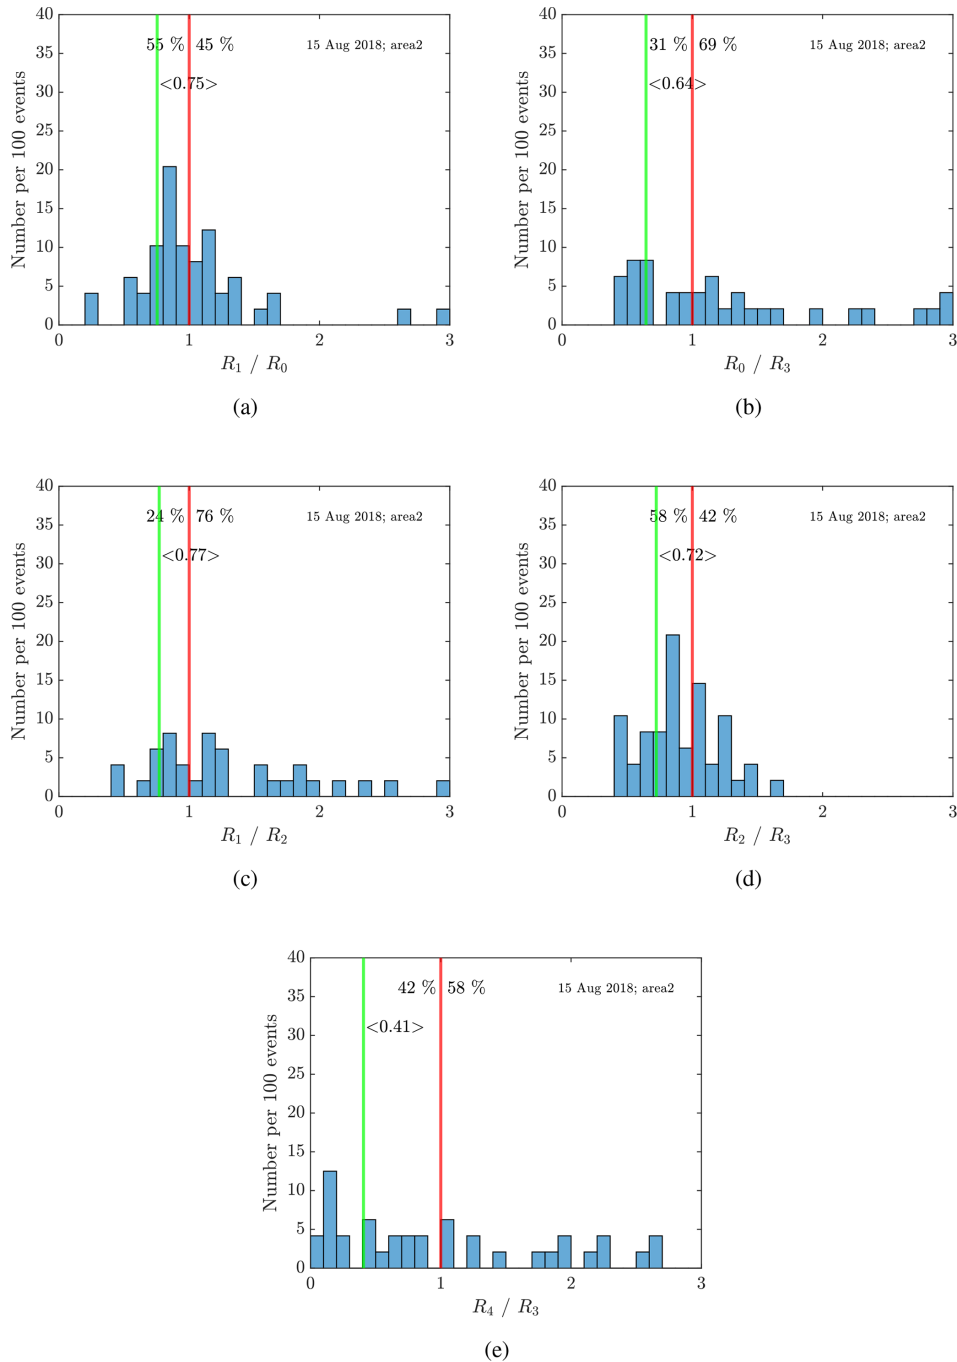 40
35
30
25
20
15
10
5
0
Number per 100 events
55 % 45 %
15 Aug 2018; area2
<0.75>
0 1 2 3
R₁ / R₀
(a)
40
35
30
25
20
15
10
5
0
Number per 100 events
31 % 69 %
15 Aug 2018; area2
<0.64>
0 1 2 3
R₀ / R₃
(b)
40
35
30
25
20
15
10
5
0
Number per 100 events
24 % 76 %
15 Aug 2018; area2
<0.77>
0 1 2 3
R₁ / R₂
(c)
40
35
30
25
20
15
10
5
0
Number per 100 events
58 % 42 %
15 Aug 2018; area2
<0.72>
0 1 2 3
R₂ / R₃
(d)
40
35
30
25
20
15
10
5
0
Number per 100 events
42 % 58 %
15 Aug 2018; area2
<0.41>
0 1 2 3
R₄ / R₃
(e)